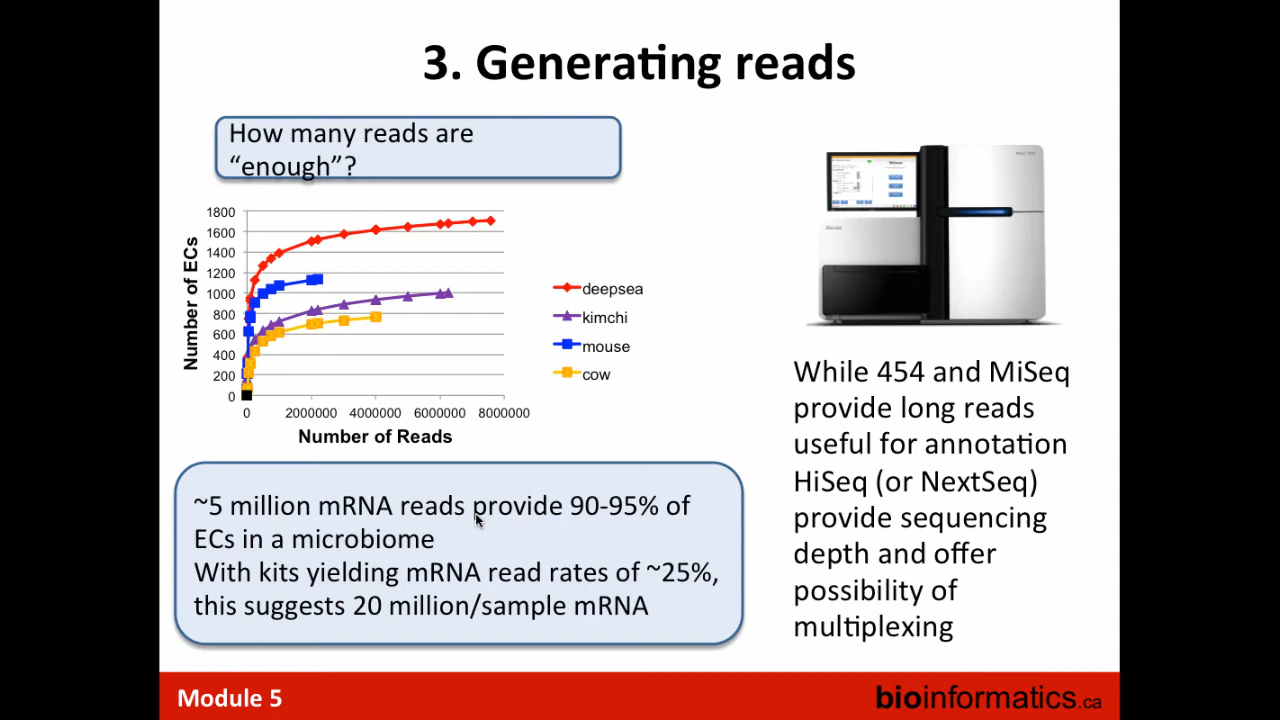 3. Generating reads
How many reads are
“enough”?
1800
1600
1400
1200
1000
800
600
400
200
0
Number of ECs
0 2000000 4000000 6000000 8000000
Number of Reads
deepsea
kimchi
mouse
cow
~5 million mRNA reads provide 90-95% of
ECs in a microbiome
With kits yielding mRNA read rates of ~25%,
this suggests 20 million/sample mRNA
While 454 and MiSeq
provide long reads
useful for annotation
HiSeq (or NextSeq)
provide sequencing
depth and offer
possibility of
multiplexing
Module 5
bioinformatics.ca